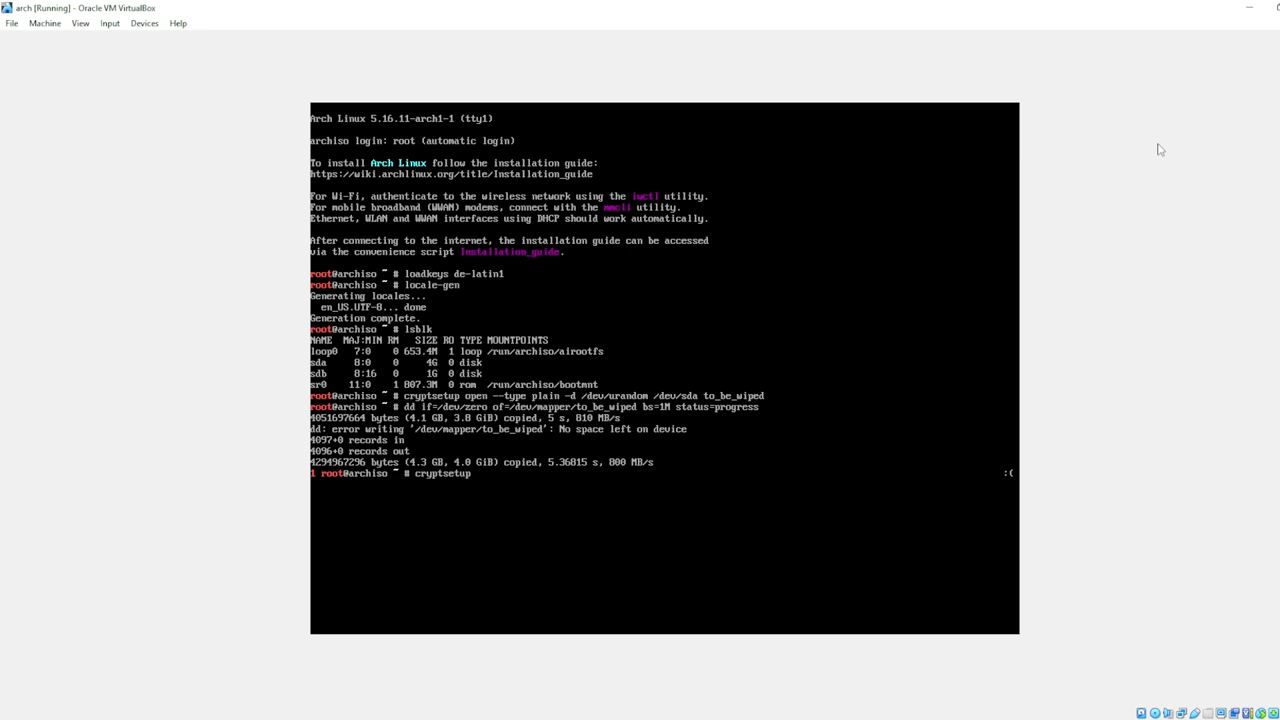 arch [Running] - Oracle VM VirtualBox
File Machine View Input Devices Help
Arch Linux 5.16.11-arch1-1 (tty1)
archiso login: root (automatic login)
To install Arch Linux follow the installation guide:
https://wiki.archlinux.org/title/Installation_guide
For Wi-Fi, authenticate to the wireless network using the iwctl utility.
For mobile broadband (WWAN) modems, connect with the mmcli utility.
Ethernet, WLAN and WWAN interfaces using DHCP should work automatically.
After connecting to the internet, the installation guide can be accessed
via the convenience script Installation_guide.
root@archiso ~ # loadkeys de-latin1
root@archiso ~ # locale-gen
Generating locales...
en_US.UTF-8... done
Generation complete.
root@archiso ~ # lsblk
NAME MAJ:MIN RM SIZE RO TYPE MOUNTPOINTS
loop0 7:0 0 653.4M 1 loop /run/archiso/airootfs
sda 8:0 0 4G 0 disk
sdb 8:16 0 1G 0 disk
sr0 11:0 1 807.3M 0 rom /run/archiso/bootmnt
root@archiso ~ # cryptsetup open --type plain -d /dev/urandom /dev/sda to_be_wiped
root@archiso ~ # dd if=/dev/zero of=/dev/mapper/to_be_wiped bs=1M status=progress
4051697664 bytes (4.1 GB, 3.8 GiB) copied, 5 s, 810 MB/s
dd: error writing '/dev/mapper/to_be_wiped': No space left on device
4097+0 records in
4096+0 records out
4294967296 bytes (4.3 GB, 4.0 GiB) copied, 5.36815 s, 800 MB/s
1 root@archiso ~ # cryptsetup :(